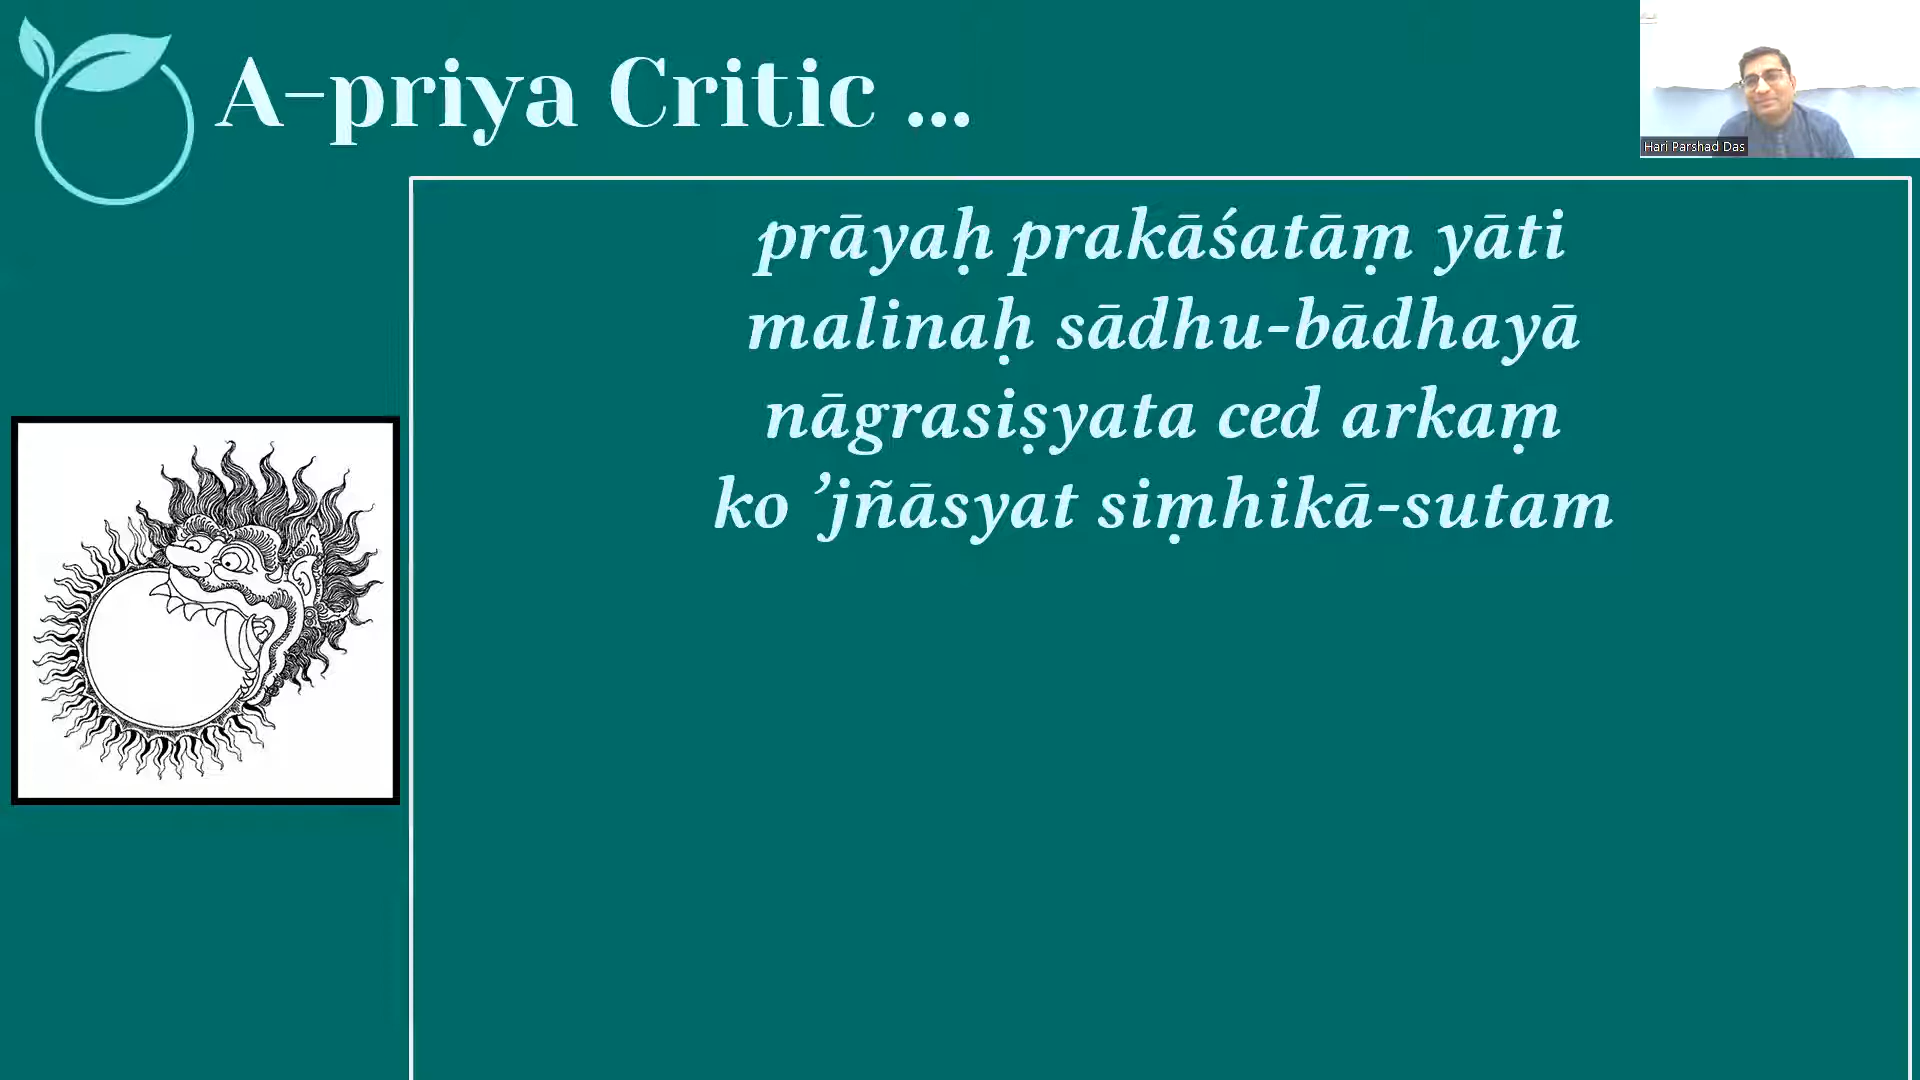 A-priya Critic ...
Hari Parshad Das
prāyaḥ prakāśatāṃ yāti
malinaḥ sādhu-bādhayā
nāgrasiṣyata ced arkaṃ
ko ’jñāsyat siṃhikā-sutam